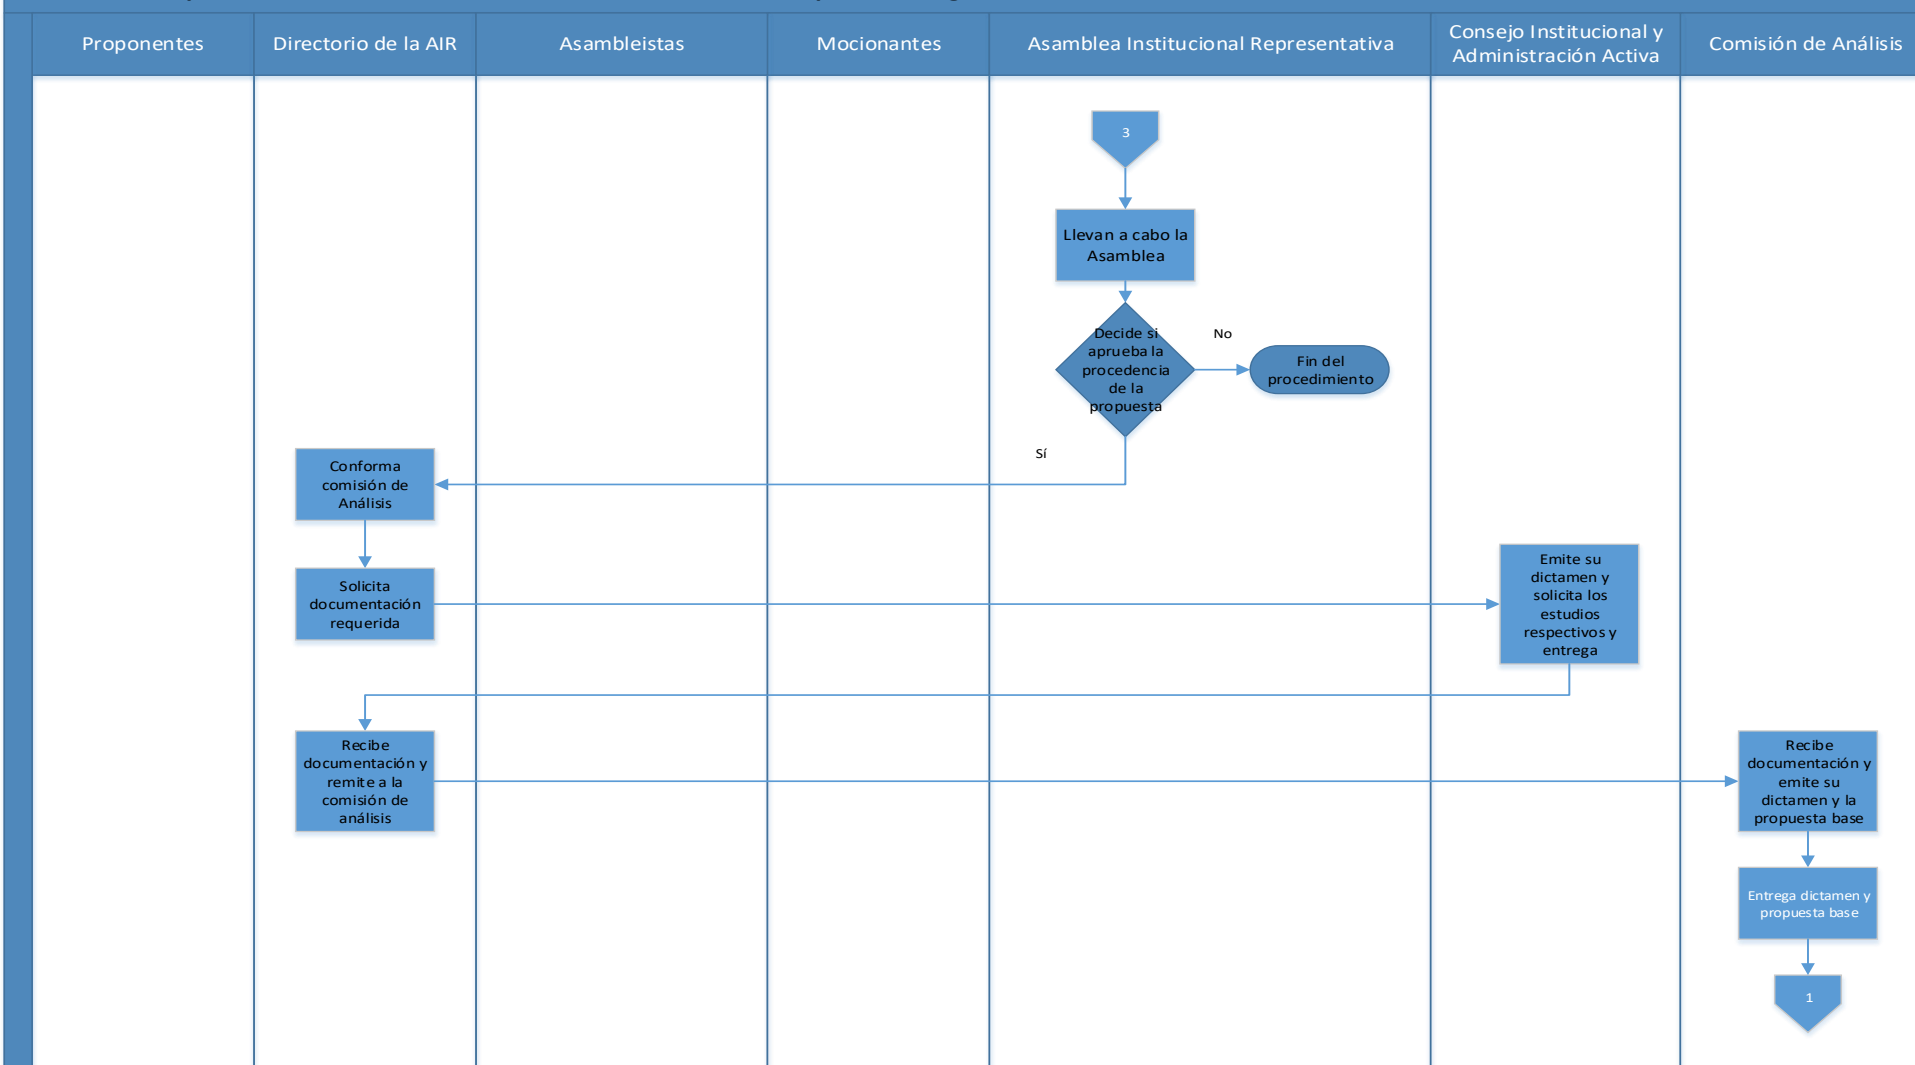 Proponentes
Directorio de la AIR
Asambleistas
Mocionantes
Asamblea Institucional Representativa
Consejo Institucional y
Administración Activa
Comisión de Análisis
3
Llevan a cabo la
Asamblea
Decide si
aprueba la
procedencia
de la
propuesta
No
Fin del
procedimiento
Sí
Conforma
comisión de
Análisis
Solicita
documentación
requerida
Emite su
dictamen y
solicita los
estudios
respectivos y
entrega
Recibe
documentación y
remite a la
comisión de
análisis
Recibe
documentación y
emite su
dictamen y la
propuesta base
Entrega dictamen y
propuesta base
1